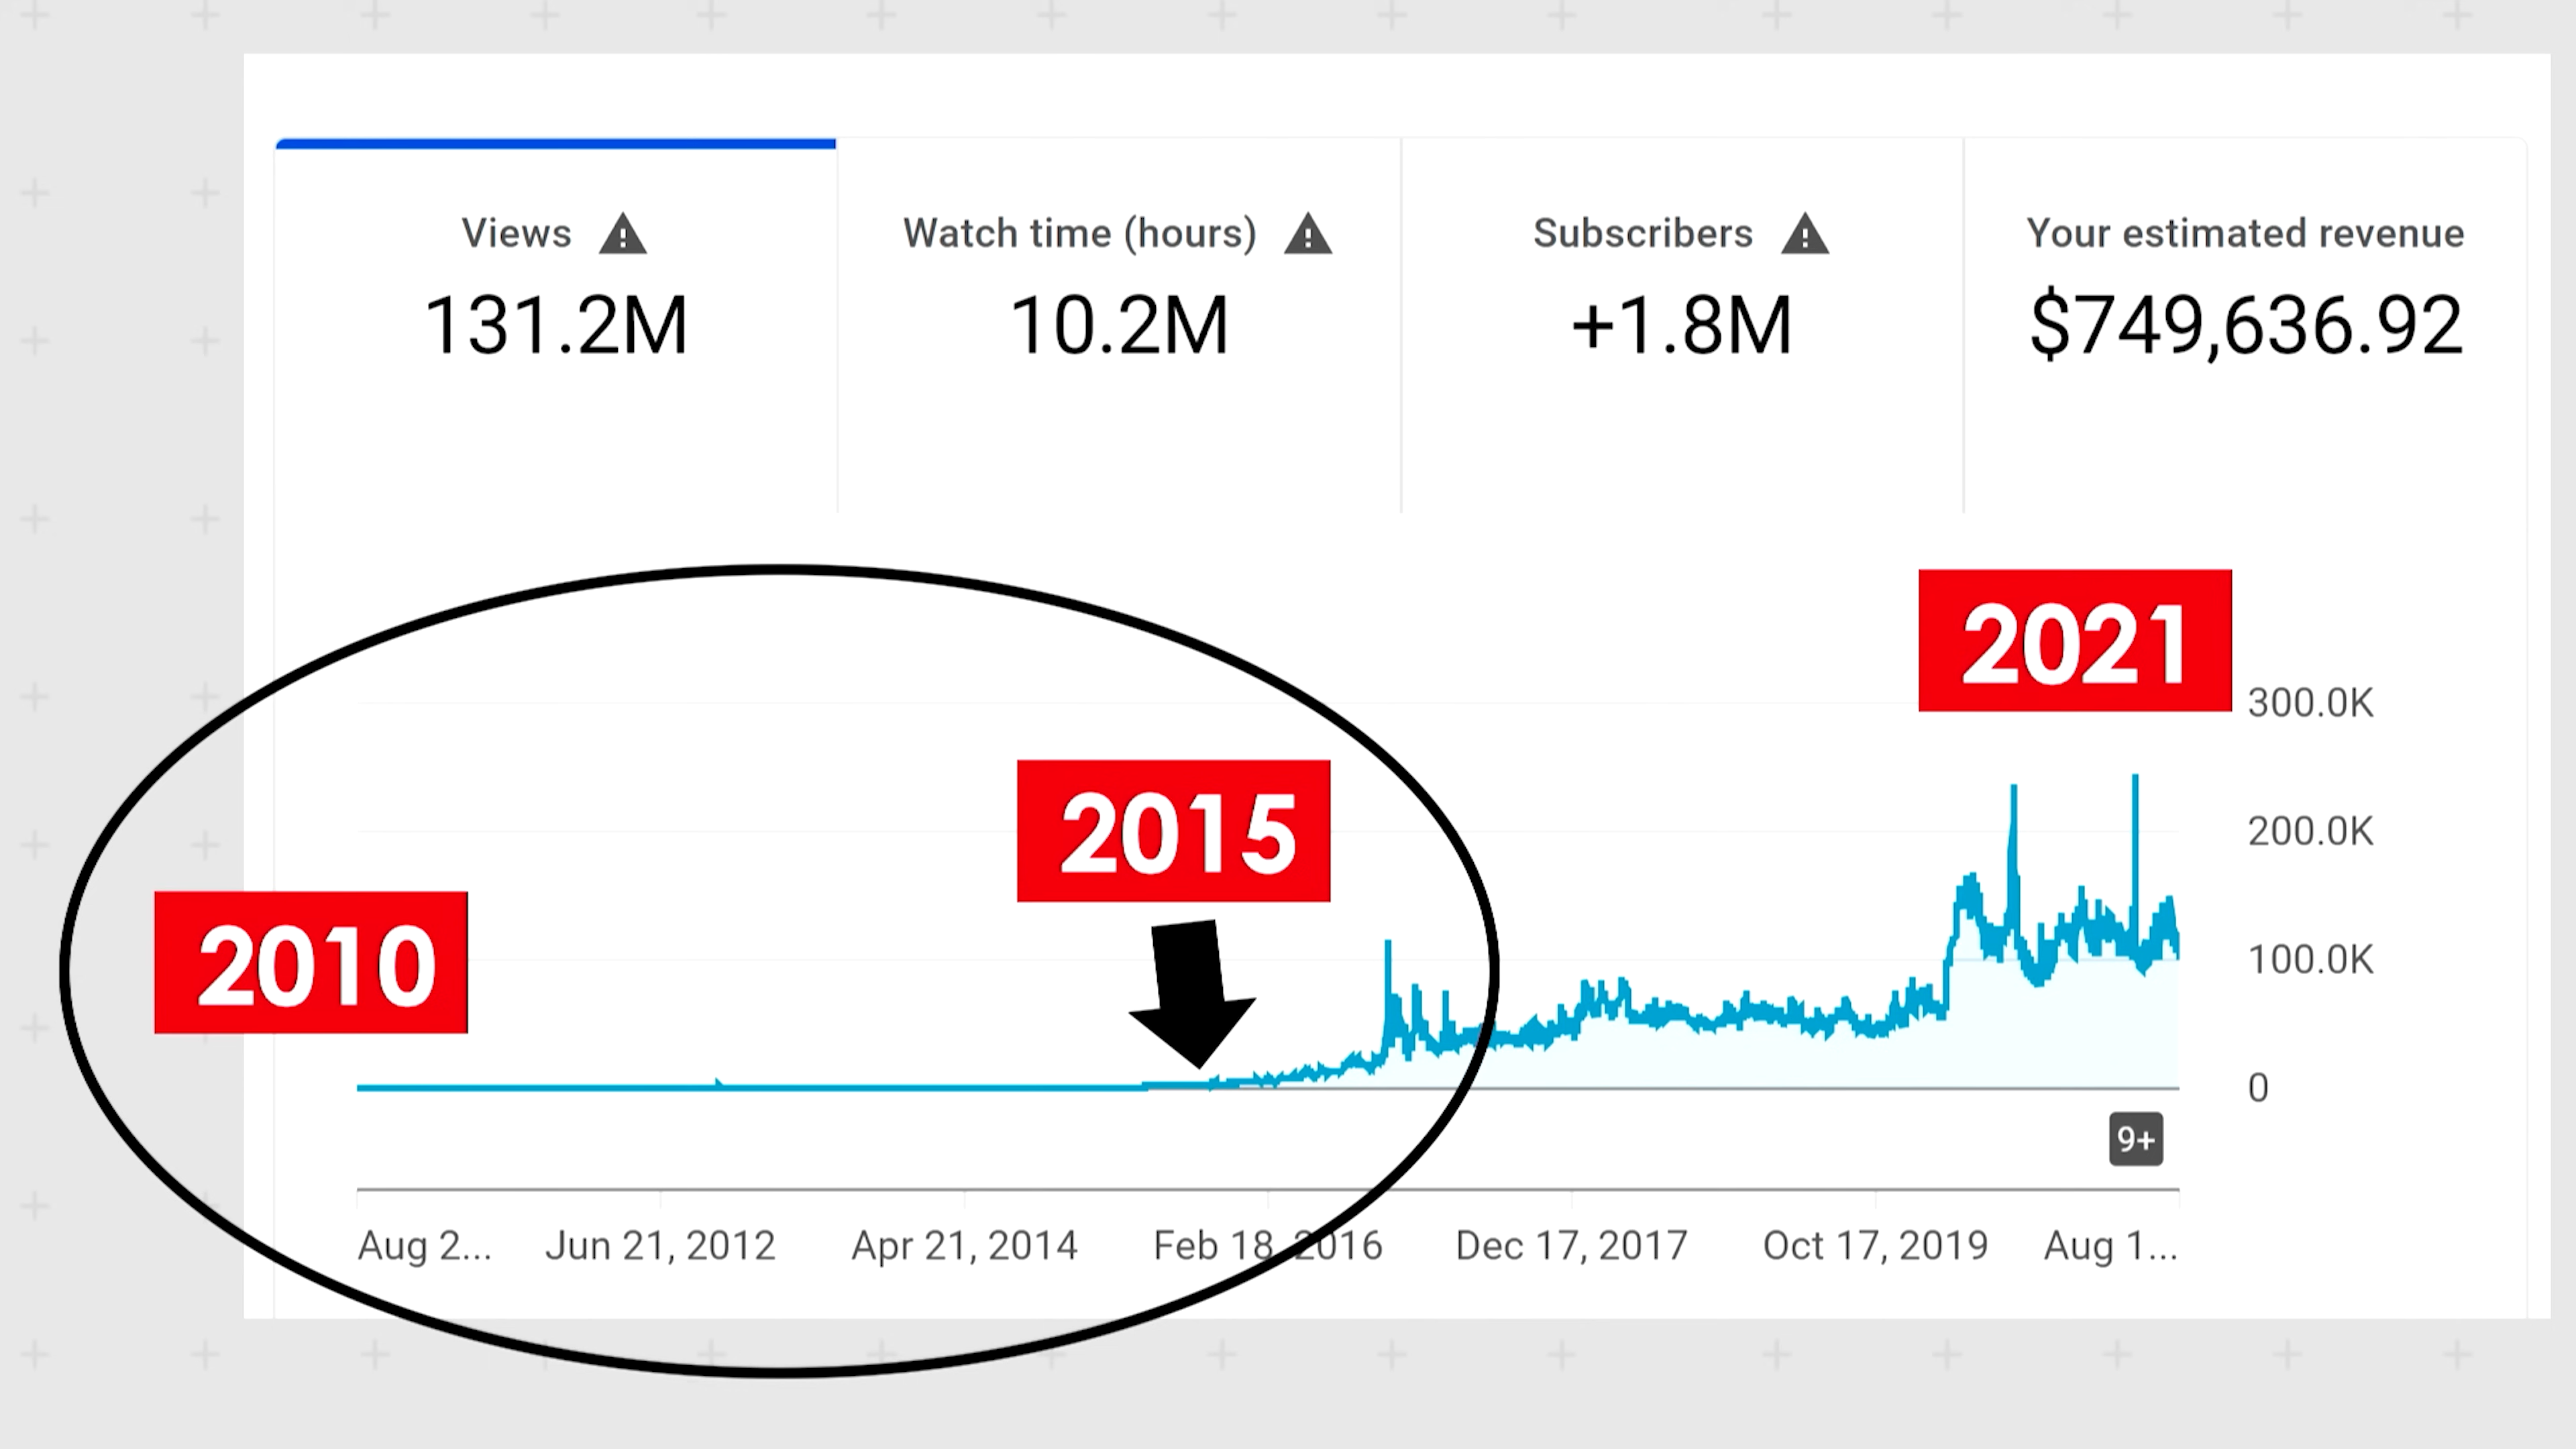 Views
Watch time (hours)
Subscribers
Your estimated revenue
131.2M
10.2M
+1.8M
$749,636.92
2021
300.0K
2015
200.0K
2010
100.0K
0
9+
Aug 2...
Jun 21, 2012
Apr 21, 2014
Feb 18, 2016
Dec 17, 2017
Oct 17, 2019
Aug 1...